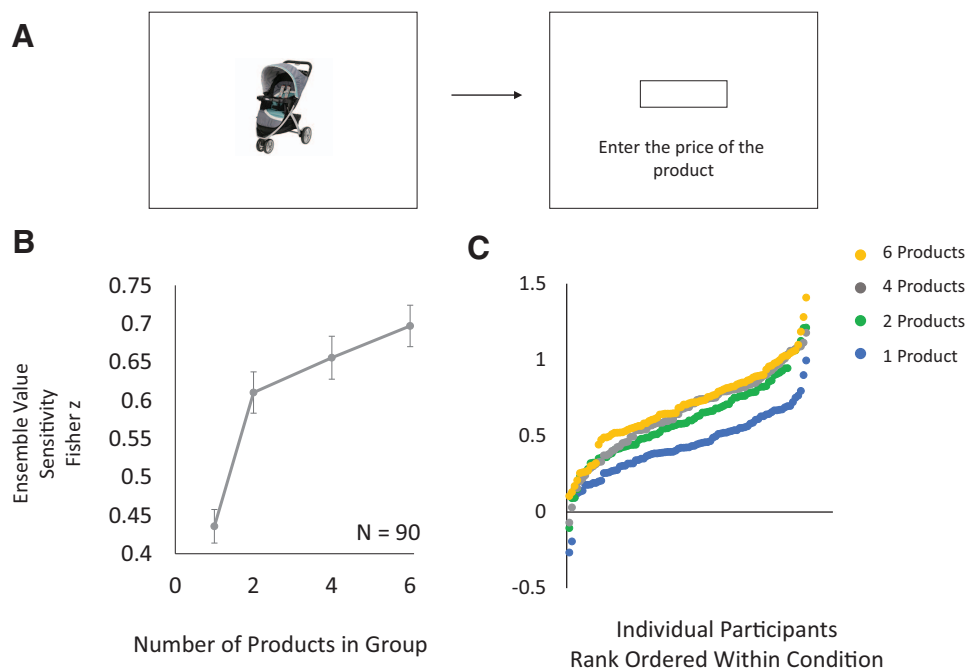 A
Enter the price of the
product
B
Ensemble Value
Sensitivity
Fisher z
0.75
0.7
0.65
0.6
0.55
0.5
0.45
0.4
0
2
4
6
N = 90
Number of Products in Group
C
6 Products
4 Products
2 Products
1 Product
1.5
1
0.5
0
-0.5
Individual Participants
Rank Ordered Within Condition